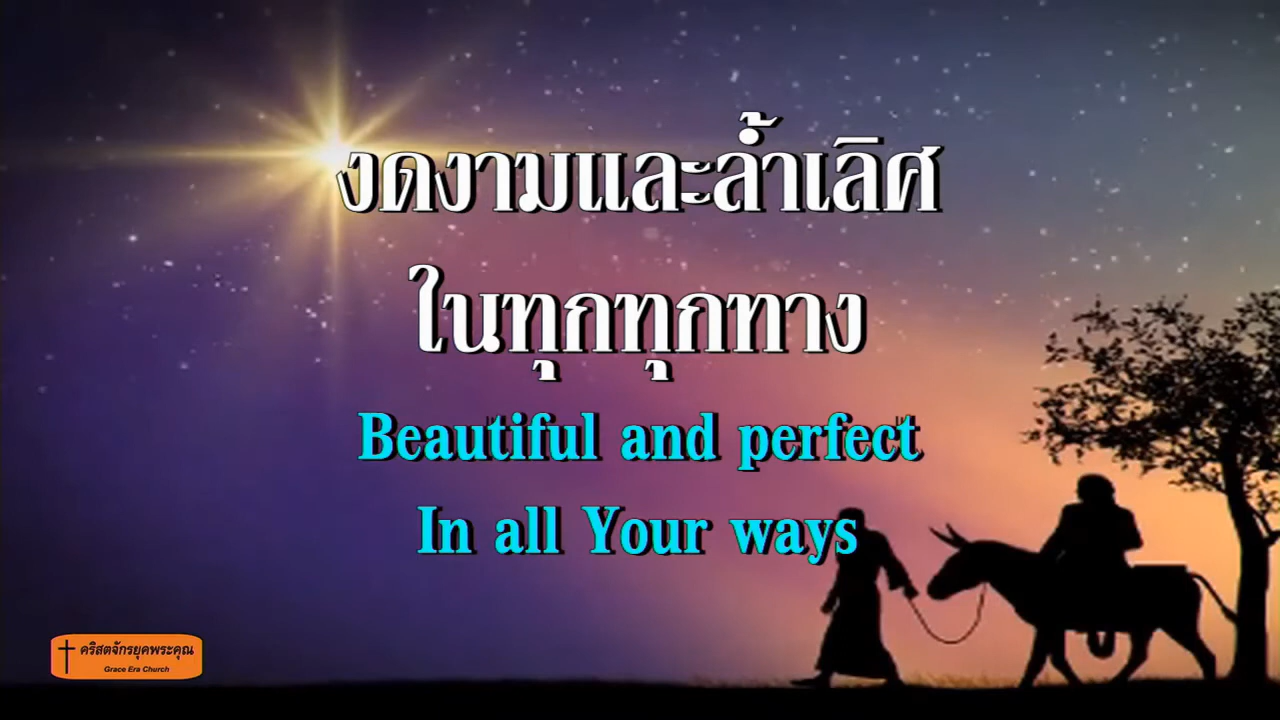 งดงามและล้ำเลิศ
ในทุกทุกทาง
Beautiful and perfect
In all Your ways
คริสตจักรยุคพระคุณ
Grace Era Church